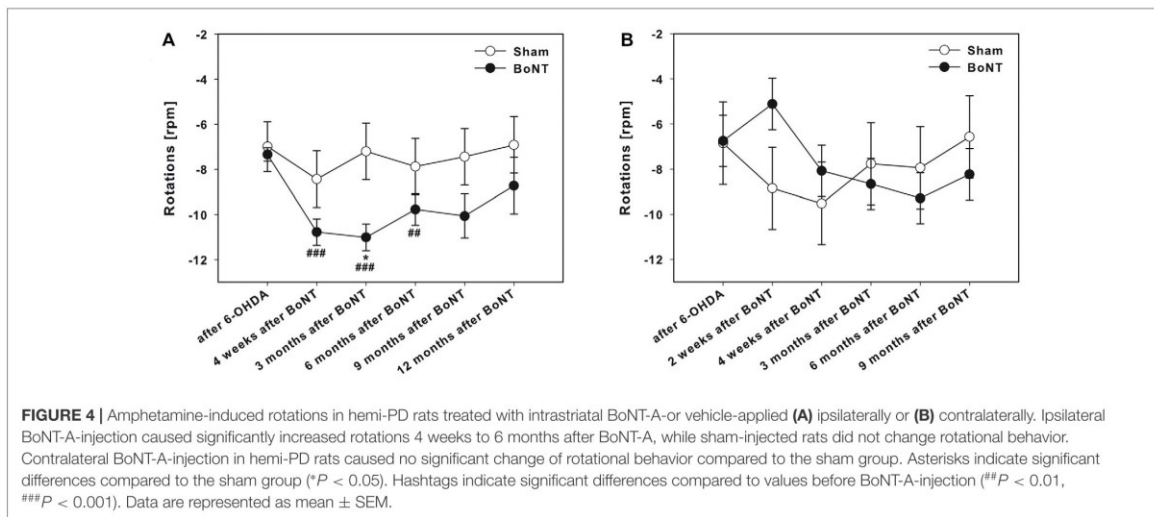 A
-2
-4
-6
-8
-10
-12
Rotations [rpm]
Sham
BoNT
###
*
###
##
after 6-OHDA
4 weeks after BoNT
3 months after BoNT
6 months after BoNT
9 months after BoNT
12 months after BoNT
B
-2
-4
-6
-8
-10
-12
Rotations [rpm]
Sham
BoNT
after 6-OHDA
2 weeks after BoNT
4 weeks after BoNT
3 months after BoNT
6 months after BoNT
9 months after BoNT
FIGURE 4 | Amphetamine-induced rotations in hemi-PD rats treated with intrastriatal BoNT-A-or vehicle-applied (A) ipsilaterally or (B) contralaterally. Ipsilateral
BoNT-A-injection caused significantly increased rotations 4 weeks to 6 months after BoNT-A, while sham-injected rats did not change rotational behavior.
Contralateral BoNT-A-injection in hemi-PD rats caused no significant change of rotational behavior compared to the sham group. Asterisks indicate significant
differences compared to the sham group (*P < 0.05). Hashtags indicate significant differences compared to values before BoNT-A-injection (##P < 0.01,
###P < 0.001). Data are represented as mean ± SEM.